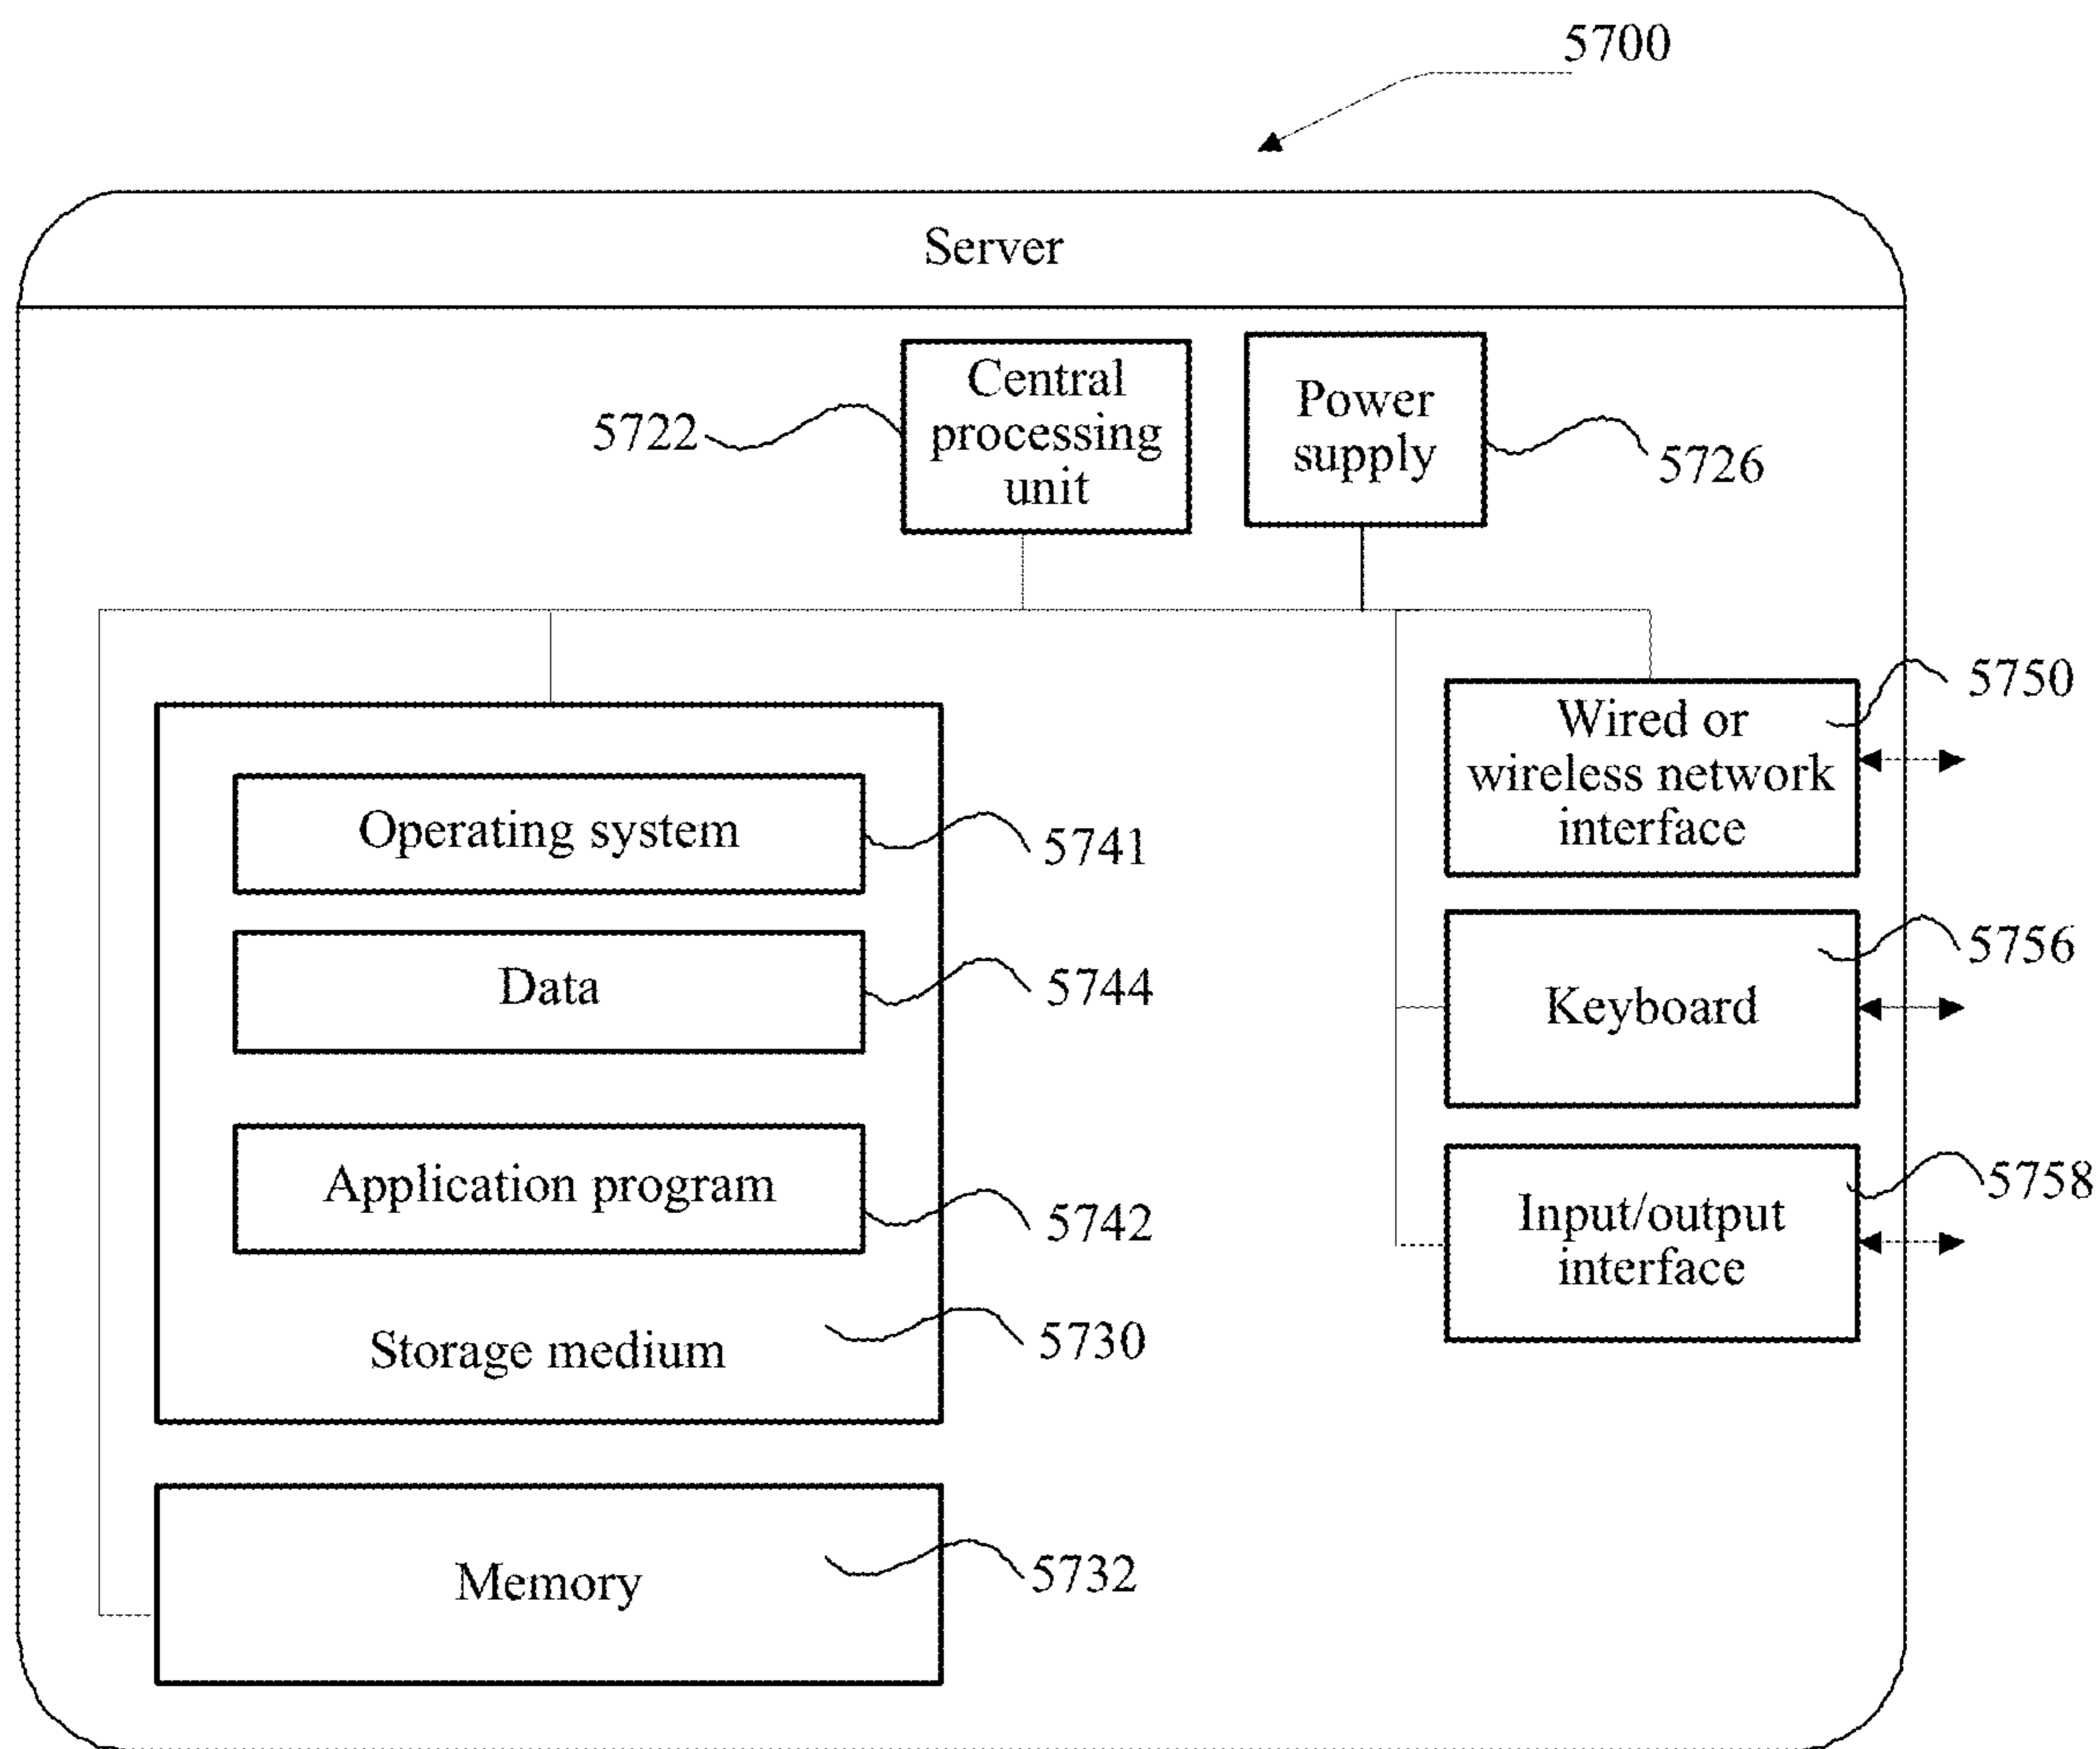 5700
Server
Central
processing
unit
5722
Power
supply
5726
Operating system
5741
Data
5744
Application program
5742
Storage medium
5730
Memory
5732
Wired or
wireless network
interface
5750
Keyboard
5756
Input/output
interface
5758